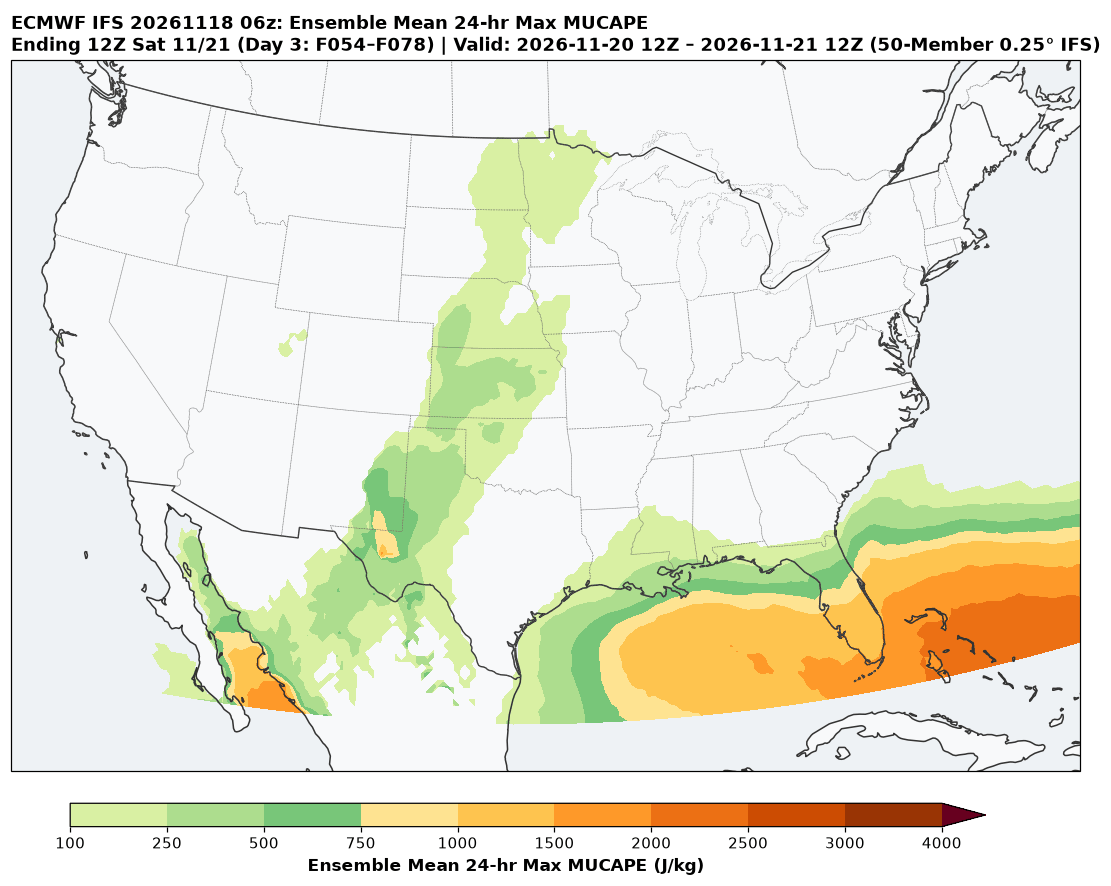 ECMWF IFS 20261118 06z: Ensemble Mean 24-hr Max MUCAPE
Ending 12Z Sat 11/21 (Day 3: F054–F078) | Valid: 2026-11-20 12Z – 2026-11-21 12Z (50-Member 0.25° IFS)
100 250 500 750 1000 1500 2000 2500 3000 4000
Ensemble Mean 24-hr Max MUCAPE (J/kg)